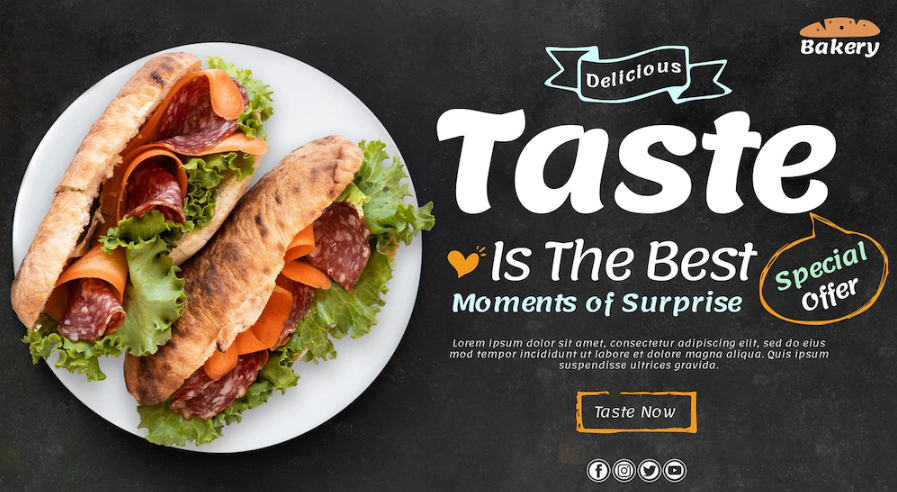 Bakery
Delicious
Taste
Is The Best
Moments of Surprise
Special
Offer
Lorem ipsum dolor sit amet, consectetur adipiscing elit, sed do eius
mod tempor incididunt ut labore et dolore magna aliqua. Quis ipsum
suspendisse ultrices gravida.
Taste Now